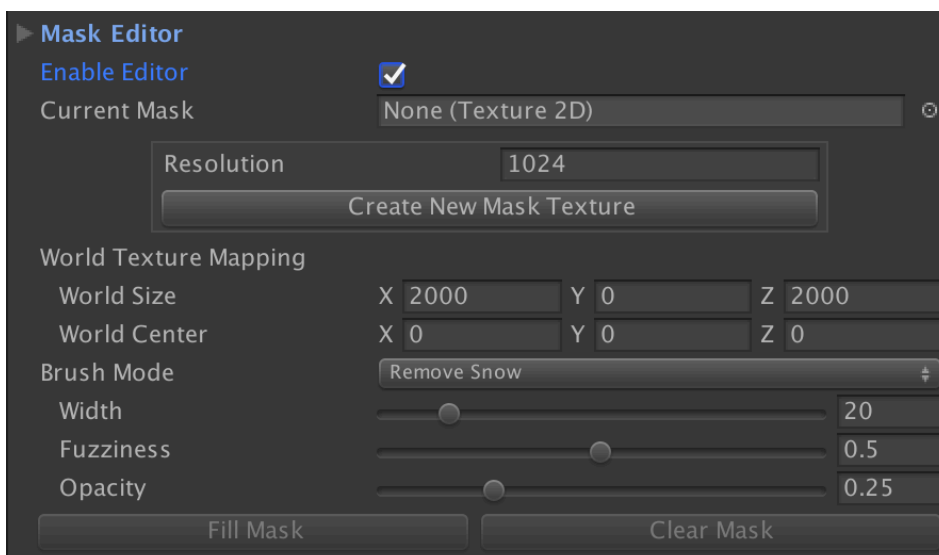 Mask Editor
Enable Editor
Current Mask None (Texture 2D)
Resolution 1024
Create New Mask Texture
World Texture Mapping
World Size X 2000 Y 0 Z 2000
World Center X 0 Y 0 Z 0
Brush Mode Remove Snow
Width 20
Fuzziness 0.5
Opacity 0.25
Fill Mask Clear Mask